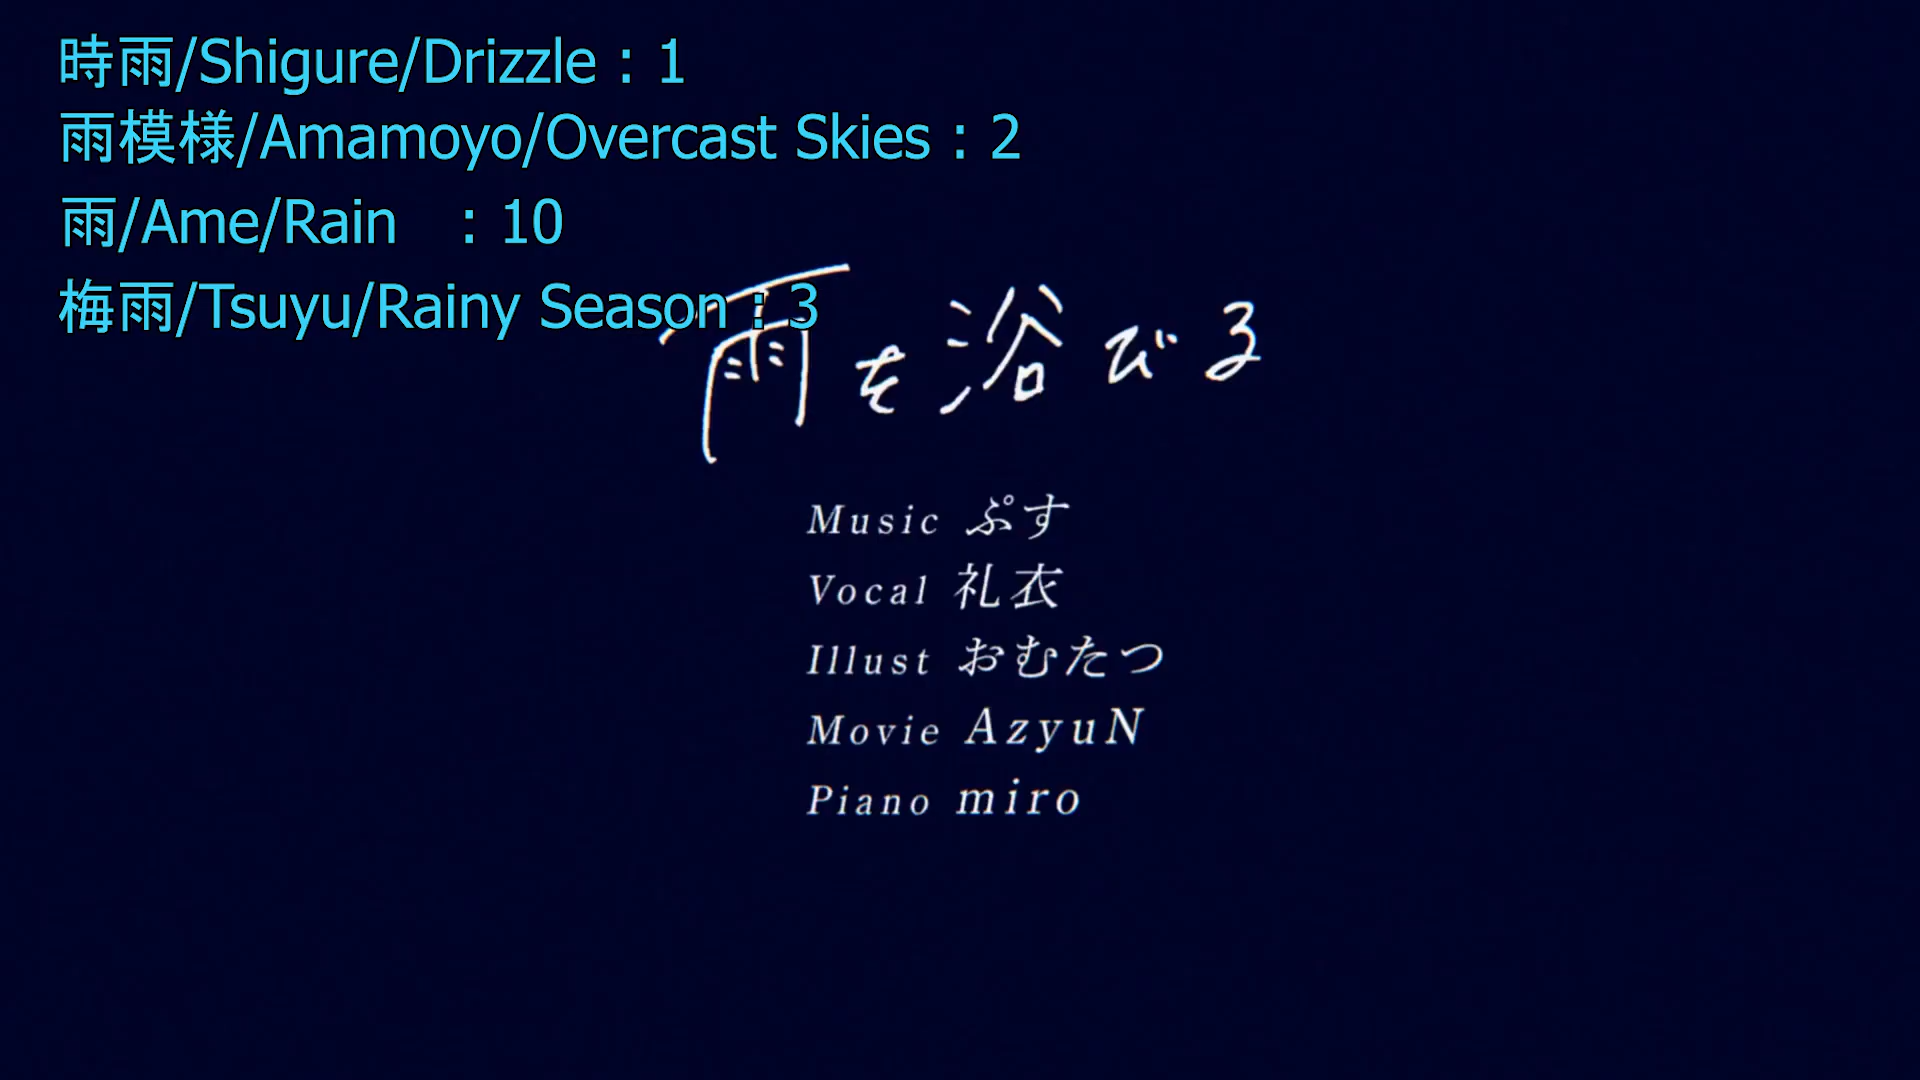 時雨/Shigure/Drizzle : 1
雨模様/Amamoyo/Overcast Skies : 2
雨/Ame/Rain : 10
梅雨/Tsuyu/Rainy Season : 3
雨を浴びる
Music ぷす
Vocal 礼衣
Illust おむたつ
Movie AzyuN
Piano miro